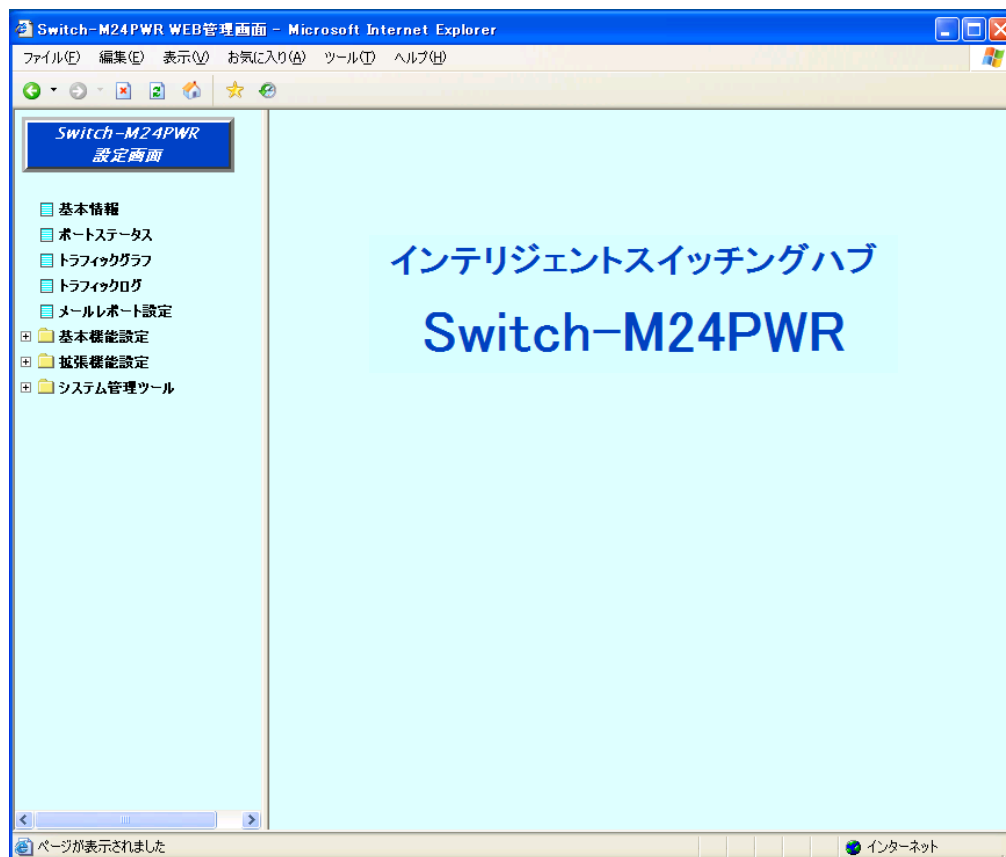 Switch-M24PWR WEB管理画面 - Microsoft Internet Explorer
ファイル(F) 編集(E) 表示(V) お気に入り(A) ツール(T) ヘルプ(H)
Switch-M24PWR
設定画面
基本情報
ポートステータス
トラフィックグラフ
トラフィックログ
メールレポート設定
基本機能設定
拡張機能設定
システム管理ツール
インテリジェントスイッチングハブ
Switch-M24PWR
ページが表示されました
インターネット